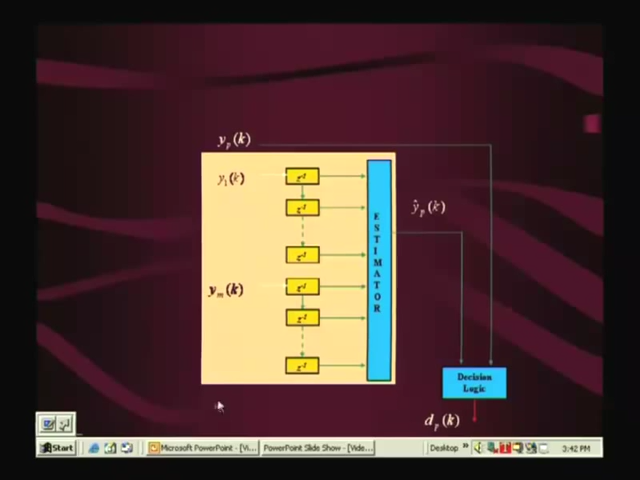 y_p(k)
y_1(k)
z^-1
z^-1
z^-1
y_m(k)
z^-1
z^-1
z^-1
ESTIMATOR
ŷ_p(k)
Decision
Logic
d_p(k)
Start
Microsoft PowerPoint - [Vi...
PowerPoint Slide Show - [Vide...
Desktop
3:42 PM